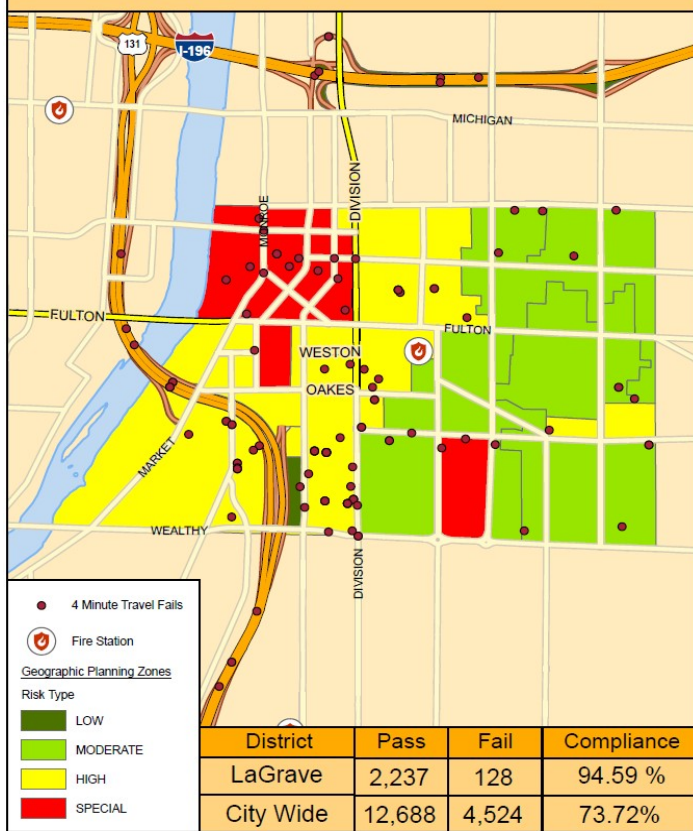 131
I-196
MICHIGAN
MONROE
DIVISION
FULTON
FULTON
WESTON
OAKES
MARKET
WEALTHY
DIVISION
4 Minute Travel Fails
Fire Station
Geographic Planning Zones
Risk Type
LOW
MODERATE
HIGH
SPECIAL
District Pass Fail Compliance
LaGrave 2,237 128 94.59 %
City Wide 12,688 4,524 73.72%